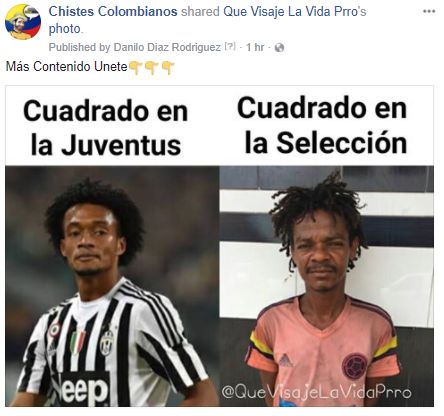 Chistes Colombianos shared Que Visaje La Vida Prro's
photo.
Published by Danilo Diaz Rodriguez [?] · 1 hr ·
Más Contenido Unete👇👇👇
Cuadrado en
la Juventus
Cuadrado en
la Selección
Jeep
@QueVisajeLaVidaPrro